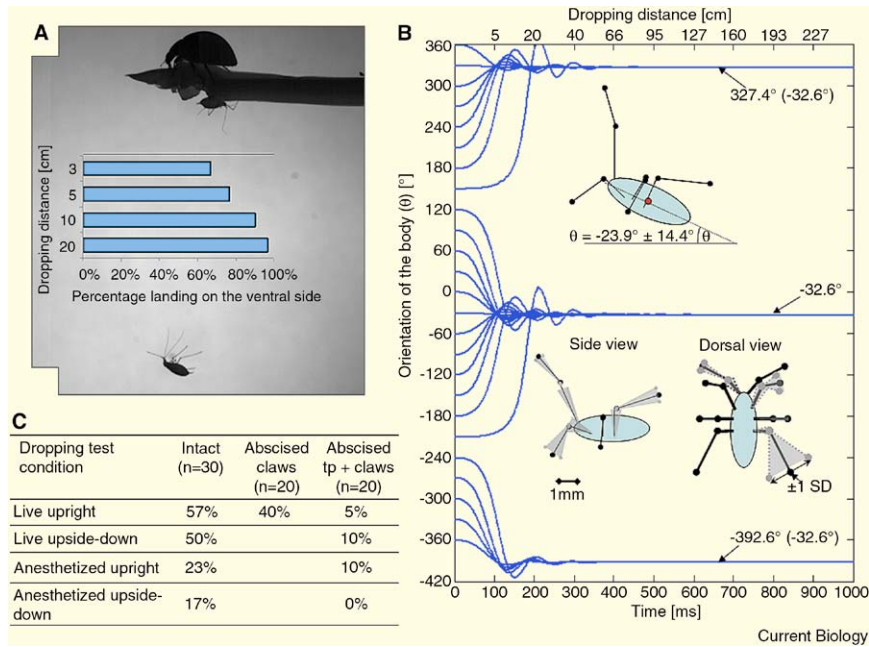 A
Dropping distance [cm]
3
5
10
20
0% 20% 40% 60% 80% 100%
Percentage landing on the ventral side
B
Dropping distance [cm]
5 20 40 66 95 127 160 193 227
Orientation of the body (θ) [°]
360
300
240
180
120
60
0
-60
-120
-180
-240
-300
-360
-420
327.4° (-32.6°)
θ = -23.9° ± 14.4°
θ
-32.6°
Side view
Dorsal view
1mm
±1 SD
-392.6° (-32.6°)
0 100 200 300 400 500 600 700 800 900 1000
Time [ms]
C
Dropping test condition Intact (n=30) Abscised claws (n=20) Abscised tp + claws (n=20)
Live upright 57% 40% 5%
Live upside-down 50% 10%
Anesthetized upright 23% 10%
Anesthetized upside-down 17% 0%
Current Biology